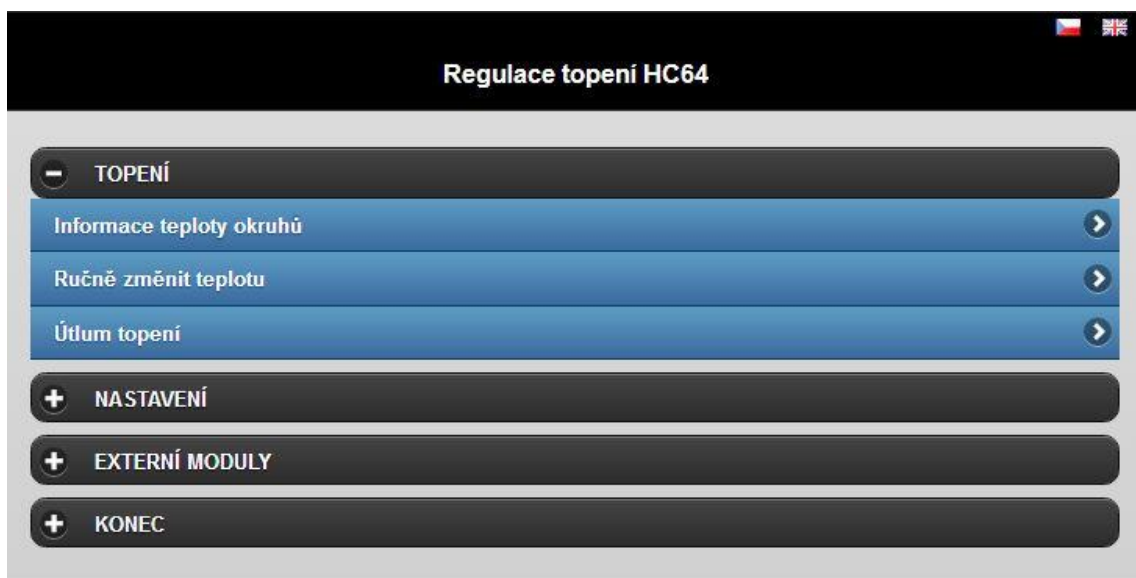 Regulace topení HC64
TOPENÍ
Informace teploty okruhů
Ručně změnit teplotu
Útlum topení
NASTAVENÍ
EXTERNÍ MODULY
KONEC